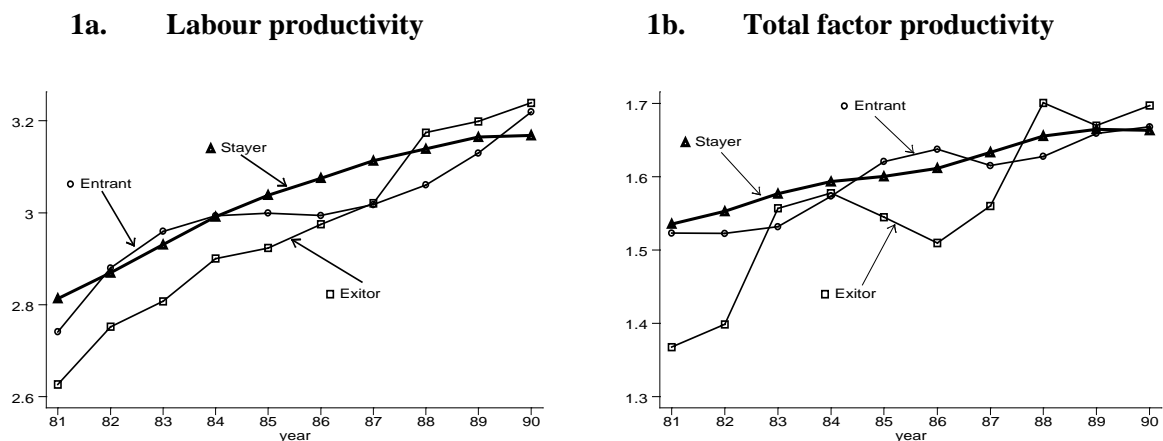 1a. Labour productivity
3.2
3
2.8
2.6
Stayer
Entrant
Exitor
81 82 83 84 85 86 87 88 89 90
year
1b. Total factor productivity
1.7
1.6
1.5
1.4
1.3
Entrant
Stayer
Exitor
81 82 83 84 85 86 87 88 89 90
year